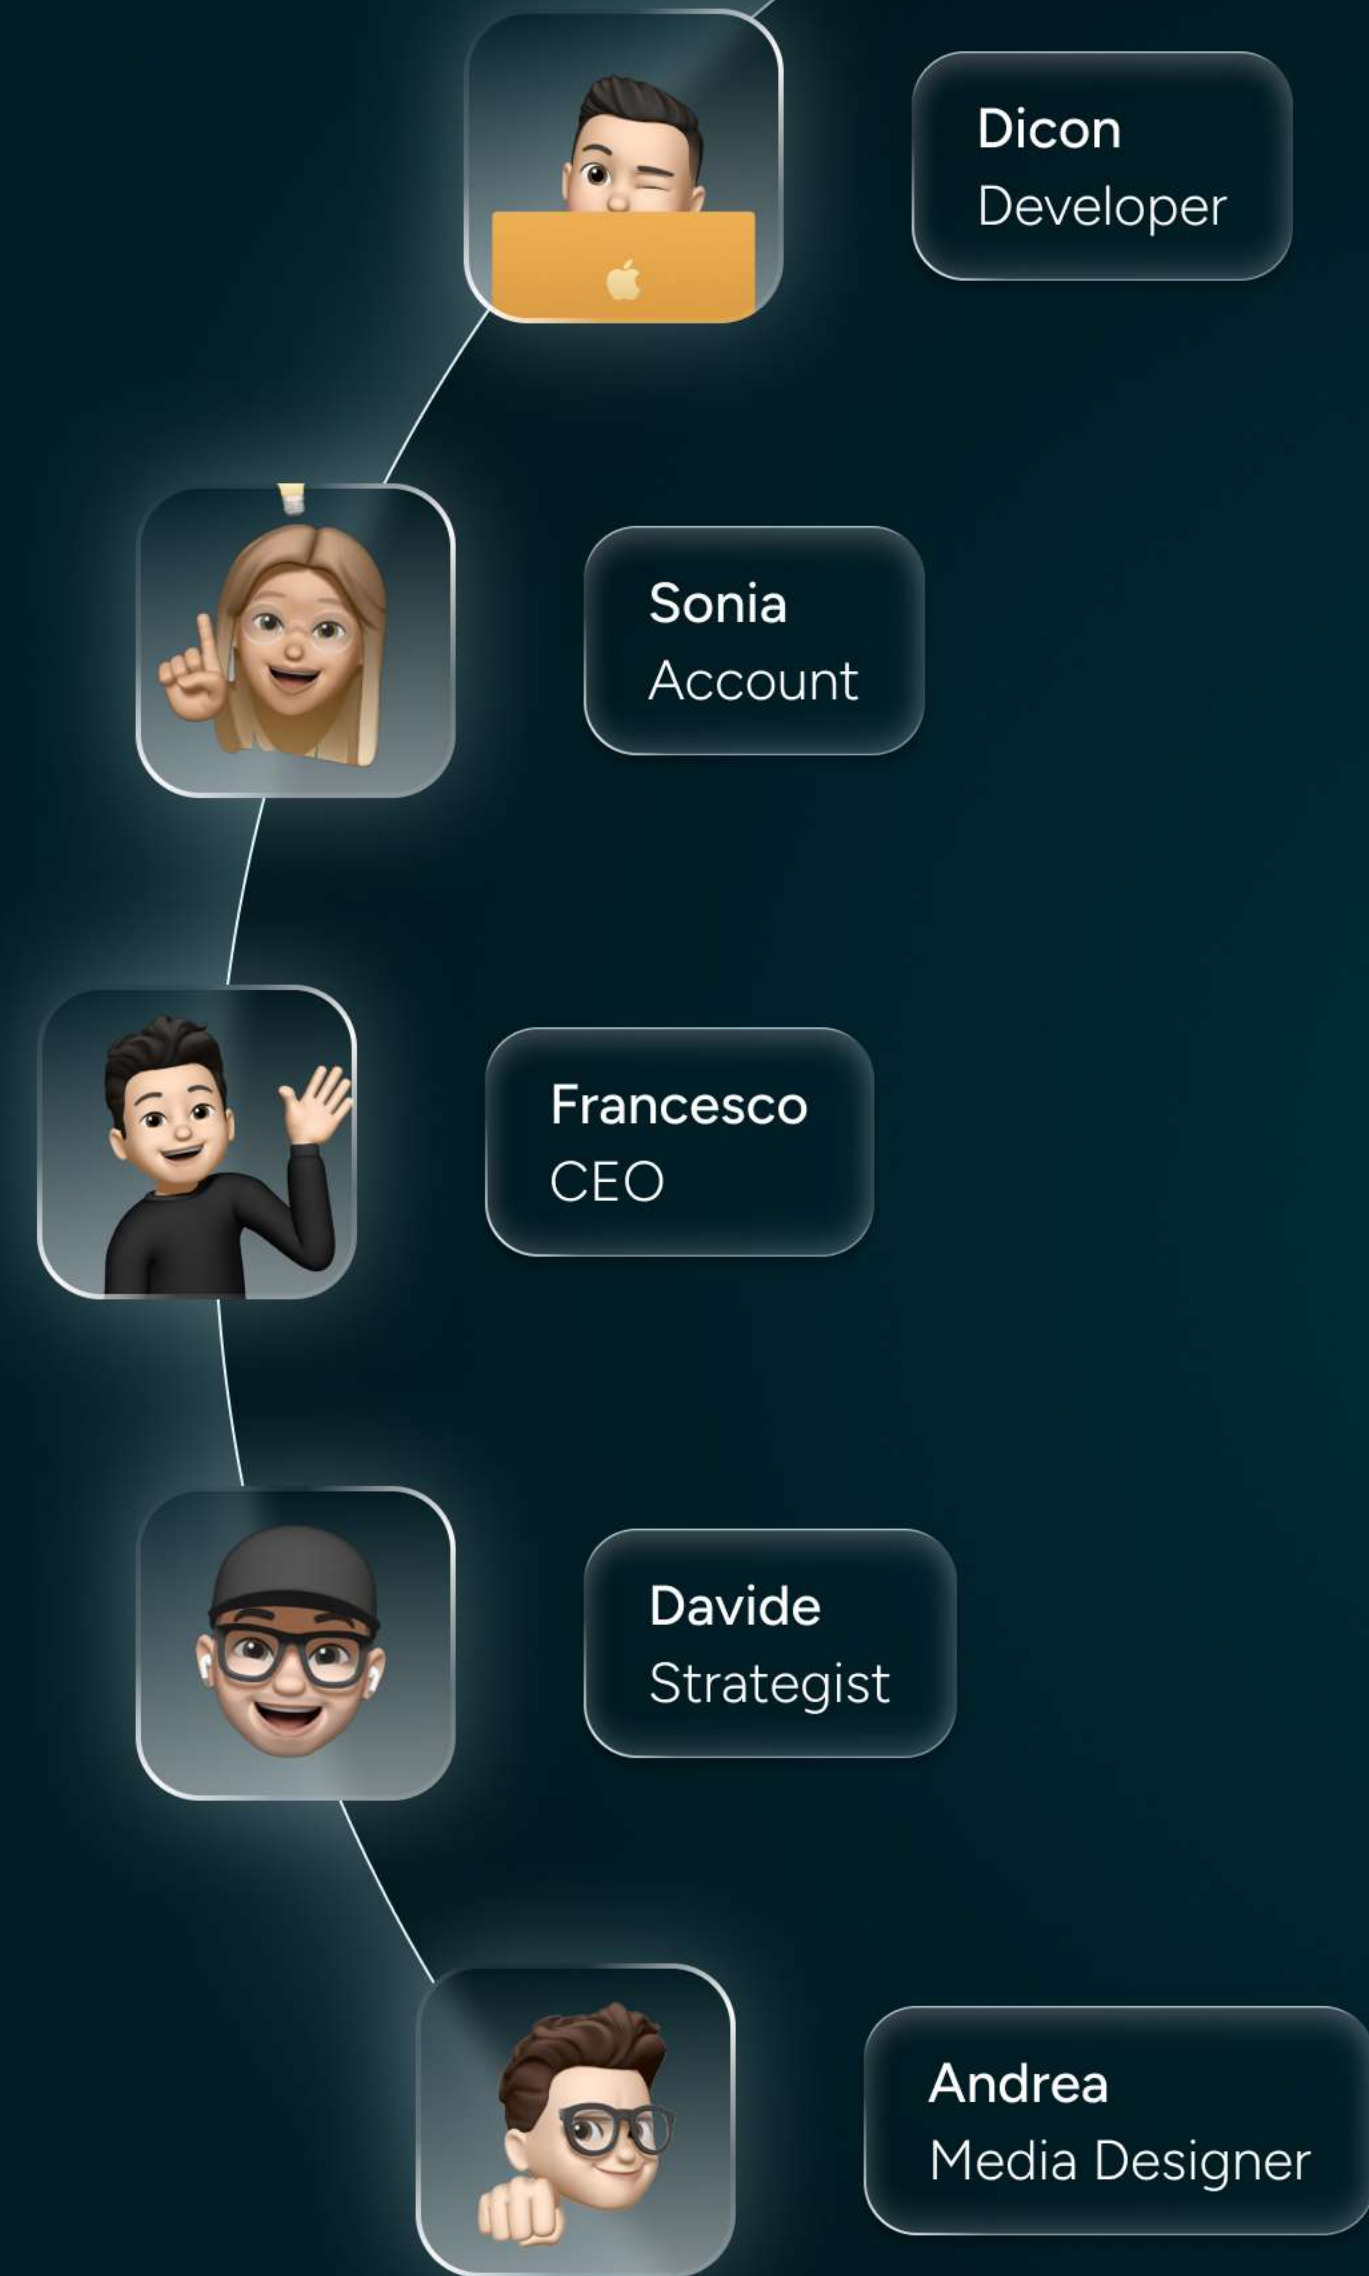 Dicon
Developer
Sonia
Account
Francesco
CEO
Davide
Strategist
Andrea
Media Designer